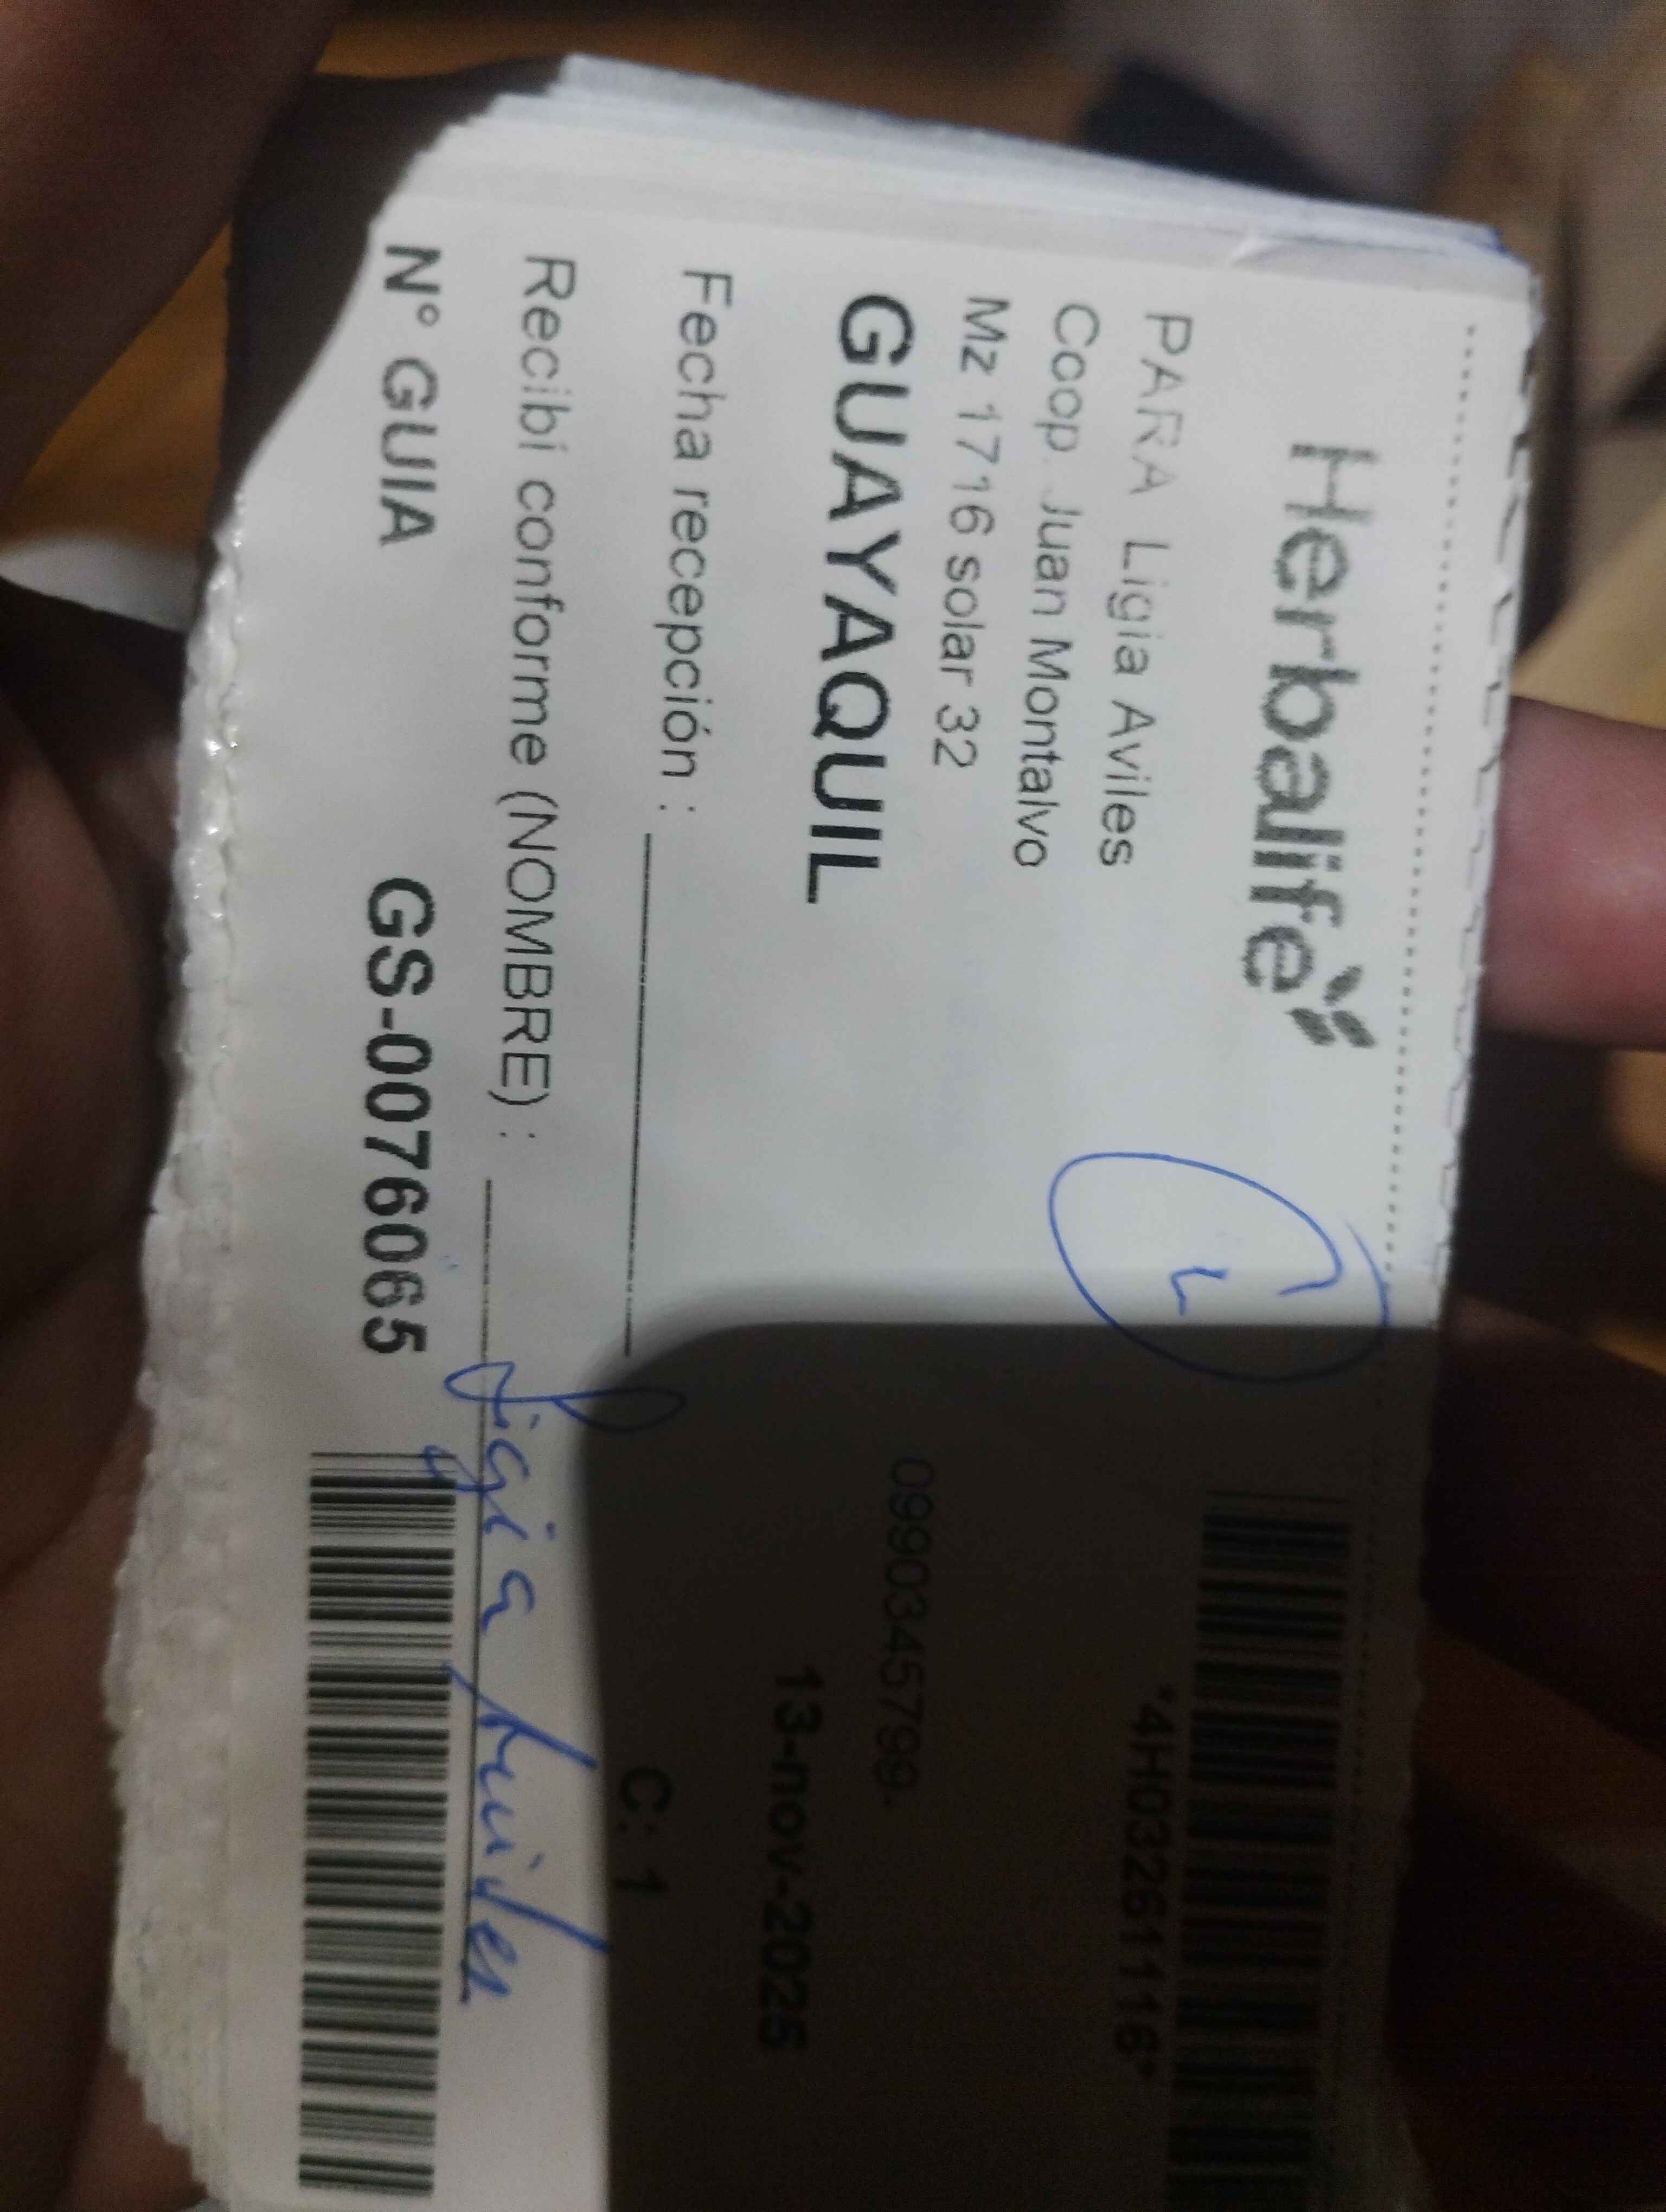 Herbalife
*4H03261116*
PARA Ligia Aviles
Coop. Juan Montalvo
Mz 1716 solar 32
0990345799.
GUAYAQUIL
13-nov-2025
Fecha recepción :
C: 1
Recibí conforme (NOMBRE) : Ligia Aviles
N° GUIA GS-0076065